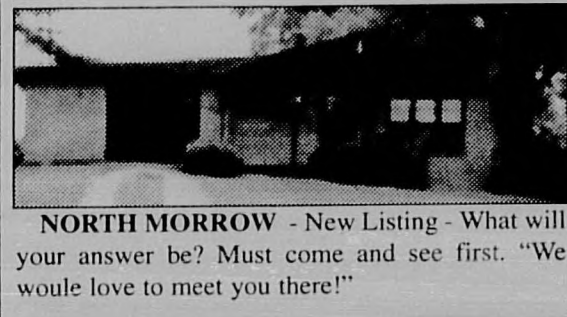 NORTH MORROW - New Listing - What will
your answer be? Must come and see first. “We
woule love to meet you there!”